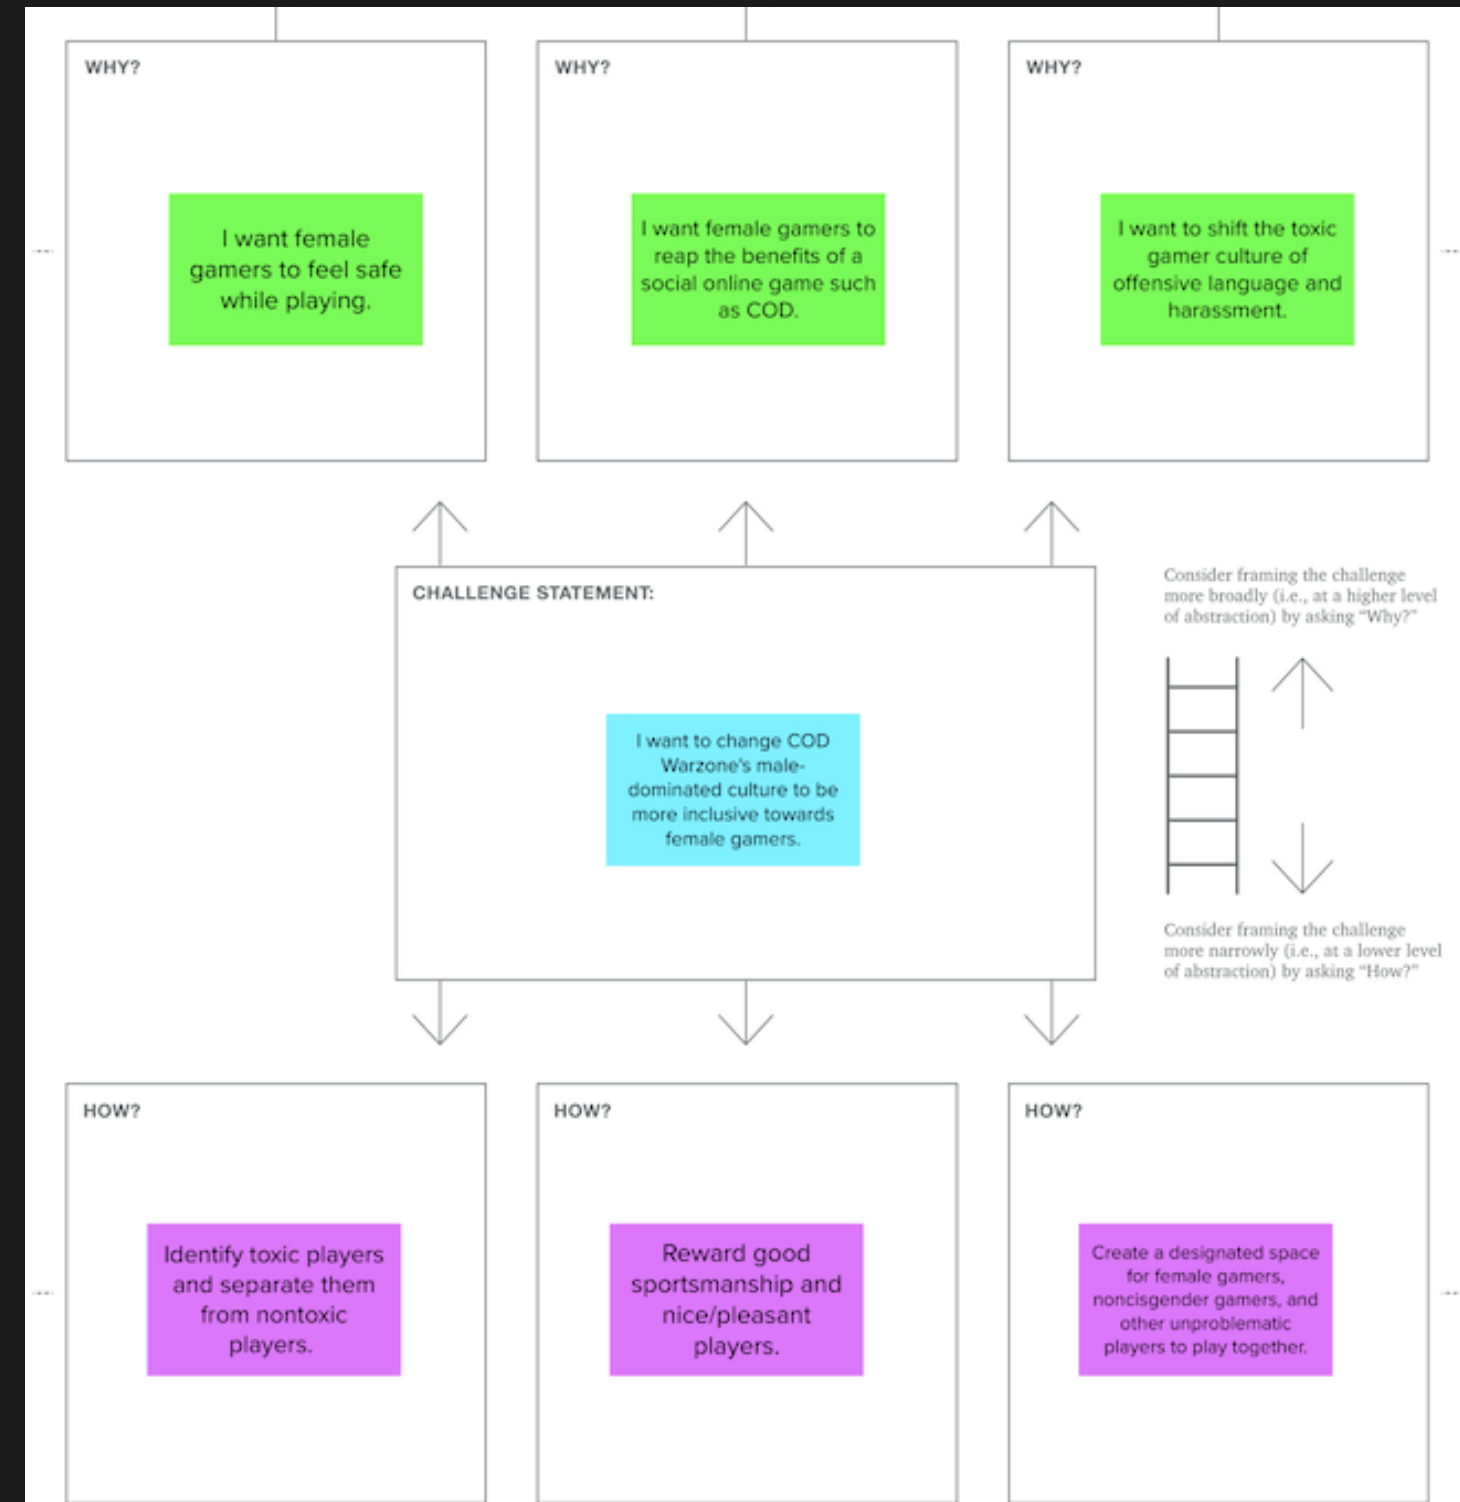 WHY?
I want female
gamers to feel safe
while playing.
WHY?
I want female gamers to
reap the benefits of a
social online game such
as COD.
WHY?
I want to shift the toxic
gamer culture of
offensive language and
harassment.
CHALLENGE STATEMENT:
I want to change COD
Warzone's male-
dominated culture to be
more inclusive towards
female gamers.
Consider framing the challenge
more broadly (i.e., at a higher level
of abstraction) by asking “Why?”
Consider framing the challenge
more narrowly (i.e., at a lower level
of abstraction) by asking “How?”
HOW?
Identify toxic players
and separate them
from nontoxic
players.
HOW?
Reward good
sportsmanship and
nice/pleasant
players.
HOW?
Create a designated space
for female gamers,
noncisgender gamers, and
other unproblematic
players to play together.